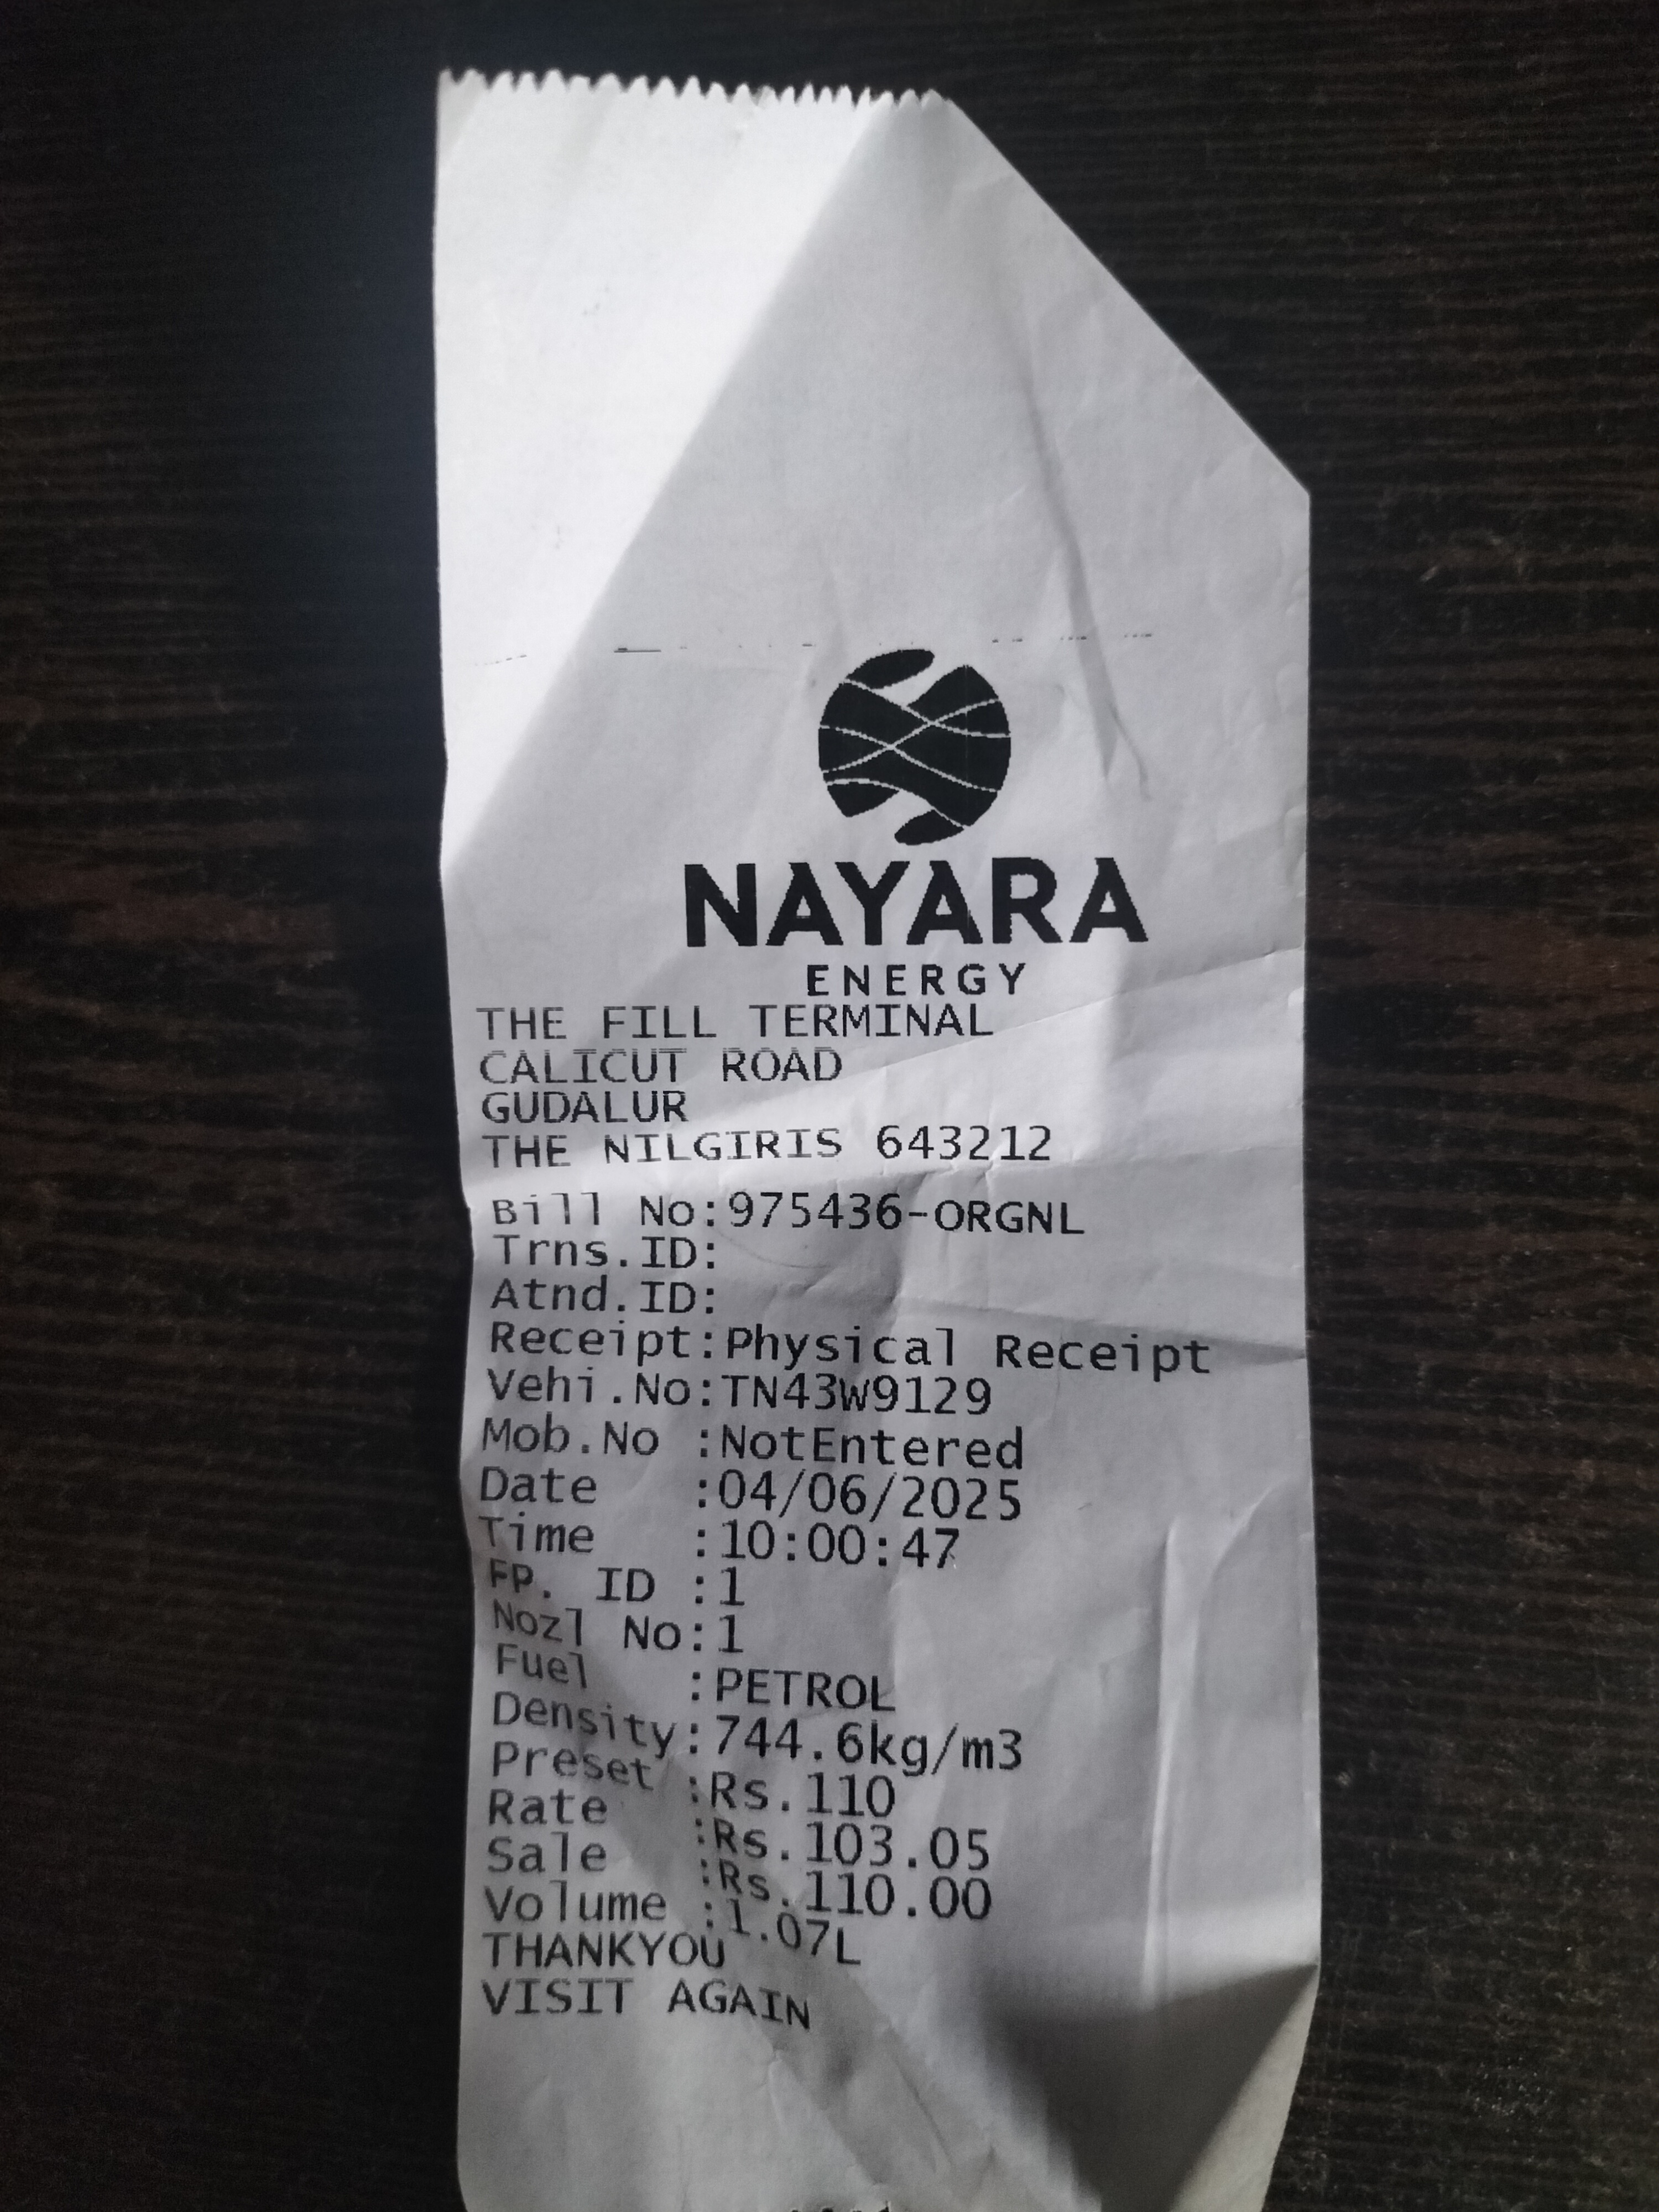 NAYARA
ENERGY
THE FILL TERMINAL
CALICUT ROAD
GUDALUR
THE NILGIRIS 643212
Bill No:975436-ORGNL
Trns.ID:
Atnd.ID:
Receipt:Physical Receipt
Vehi.No:TN43W9129
Mob.No :NotEntered
Date :04/06/2025
Time :10:00:47
FP. ID :1
Nozl No:1
Fuel :PETROL
Density:744.6kg/m3
Preset :Rs.110
Rate :Rs.103.05
Sale :Rs.110.00
Volume :1.07L
THANKYOU
VISIT AGAIN